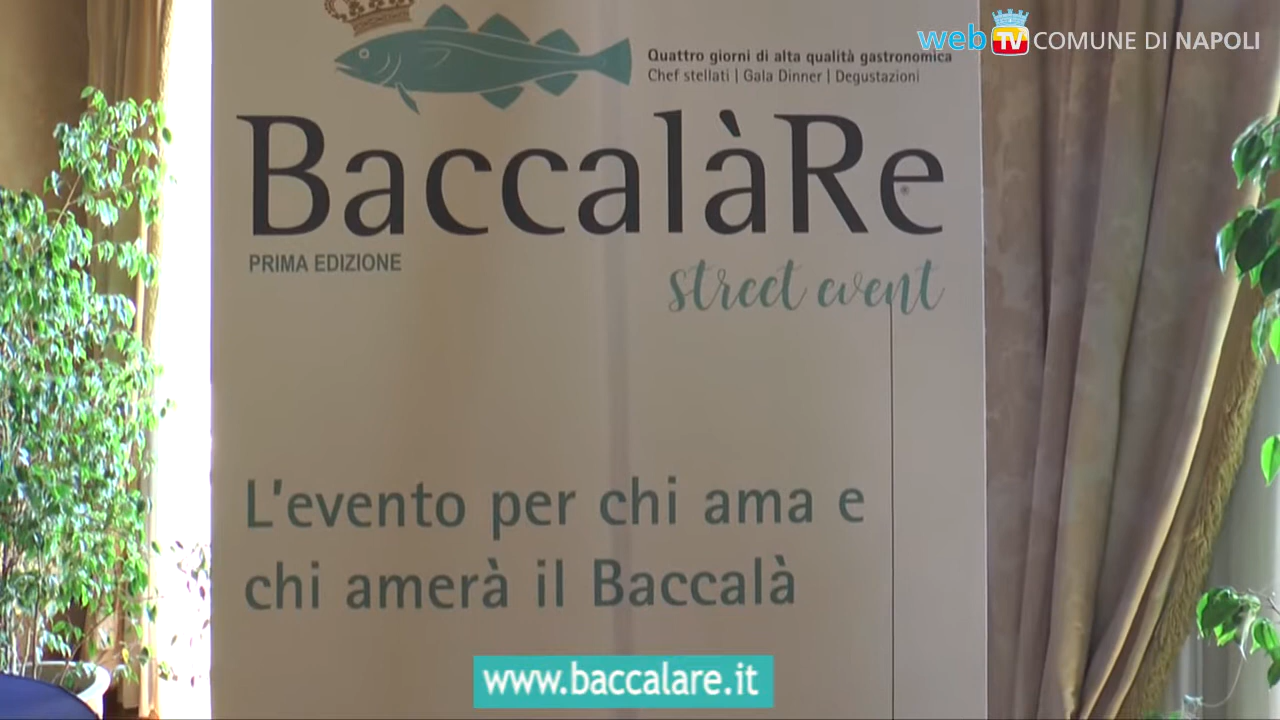 web TV COMUNE DI NAPOLI
Quattro giorni di alta qualità gastronomica
Chef stellati | Gala Dinner | Degustazioni
BaccalàRe
PRIMA EDIZIONE
street event
L'evento per chi ama e
chi amerà il Baccalà
www.baccalare.it